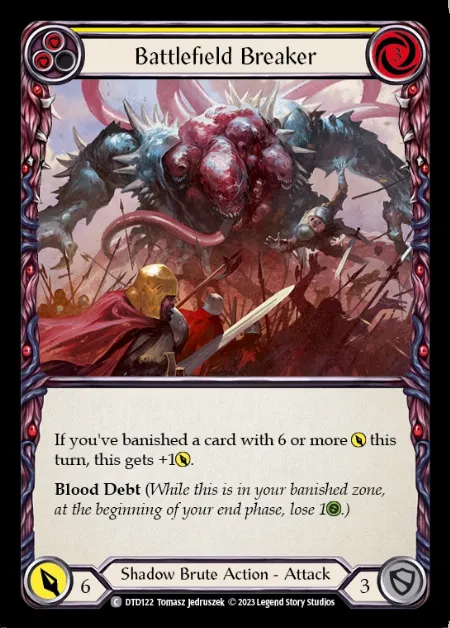 Battlefield Breaker
3
If you've banished a card with 6 or more this
turn, this gets +1.
Blood Debt (While this is in your banished zone,
at the beginning of your end phase, lose 1.)
6
Shadow Brute Action - Attack
3
C DTD122 Tomasz Jedruszek © 2023 Legend Story Studios